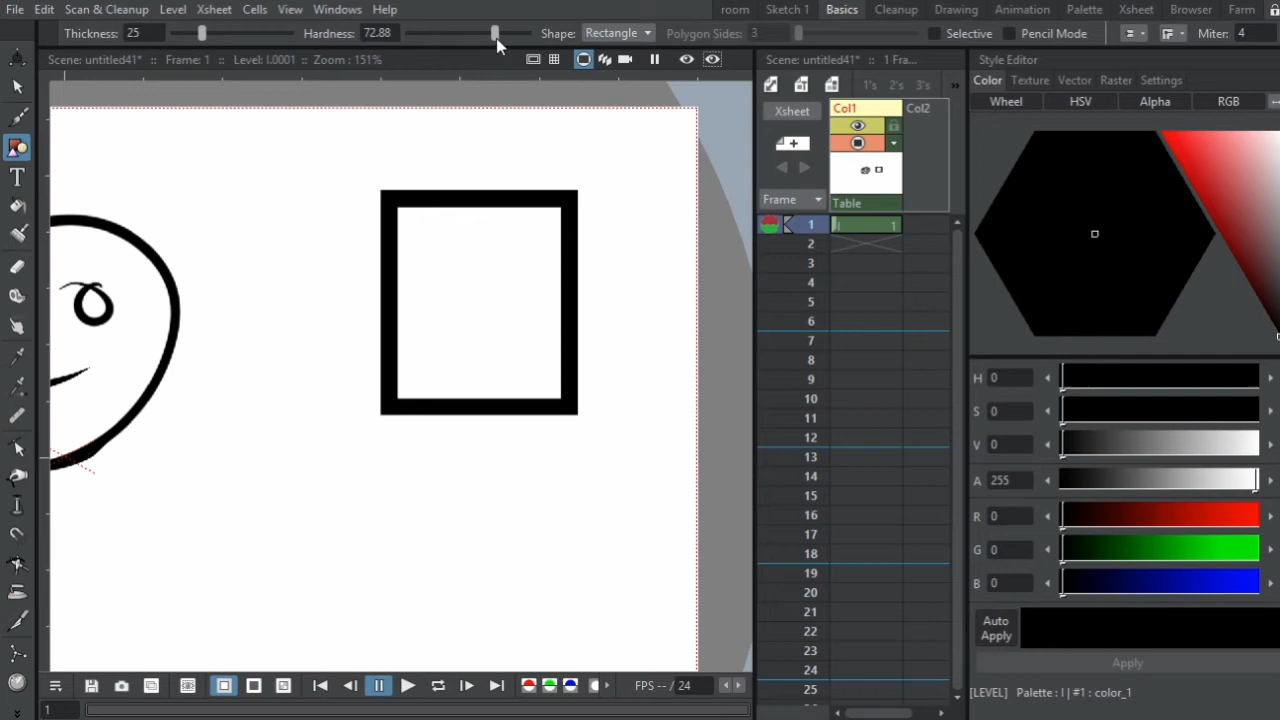 File Edit Scan & Cleanup Level Xsheet Cells View Windows Help room Sketch 1 Basics Cleanup Drawing Animation Palette Xsheet Browser Farm
Thickness: 25 Hardness: 72.88 Shape: Rectangle Polygon Sides: 3 Selective Pencil Mode Miter: 4
Scene: untitled41* :: Frame: 1 :: Level: l.0001 :: Zoom : 151%
Scene: untitled41* :: 1 Fra...
Style Editor
Color Texture Vector Raster Settings
1's 2's 3's »
Wheel HSV Alpha RGB
Xsheet
Col1 Col2
Frame
Table
1 l 1
2
3
4
5
6
7
8
9
10
11
12
13
14
15
16
17
18
19
20
21
22
23
24
25
H 0
S 0
V 0
A 255
R 0
G 0
B 0
Auto
Apply
Apply
FPS -- / 24
1
[LEVEL] Palette : l | #1 : color_1